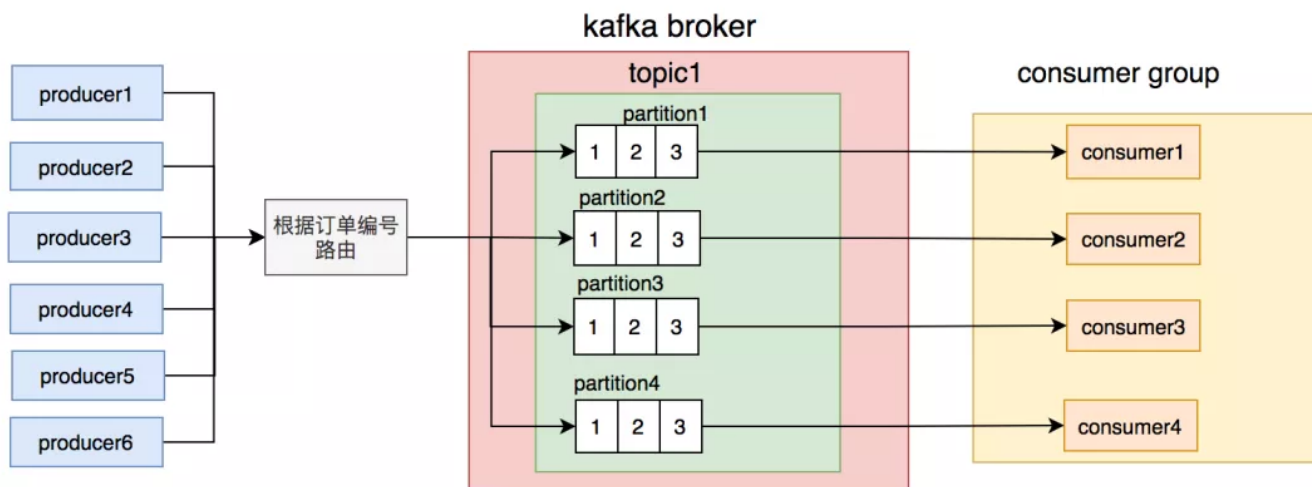 kafka broker
topic1
consumer group
producer1
producer2
producer3
producer4
producer5
producer6
根据订单编号
路由
partition1
1 2 3
partition2
1 2 3
partition3
1 2 3
partition4
1 2 3
consumer1
consumer2
consumer3
consumer4